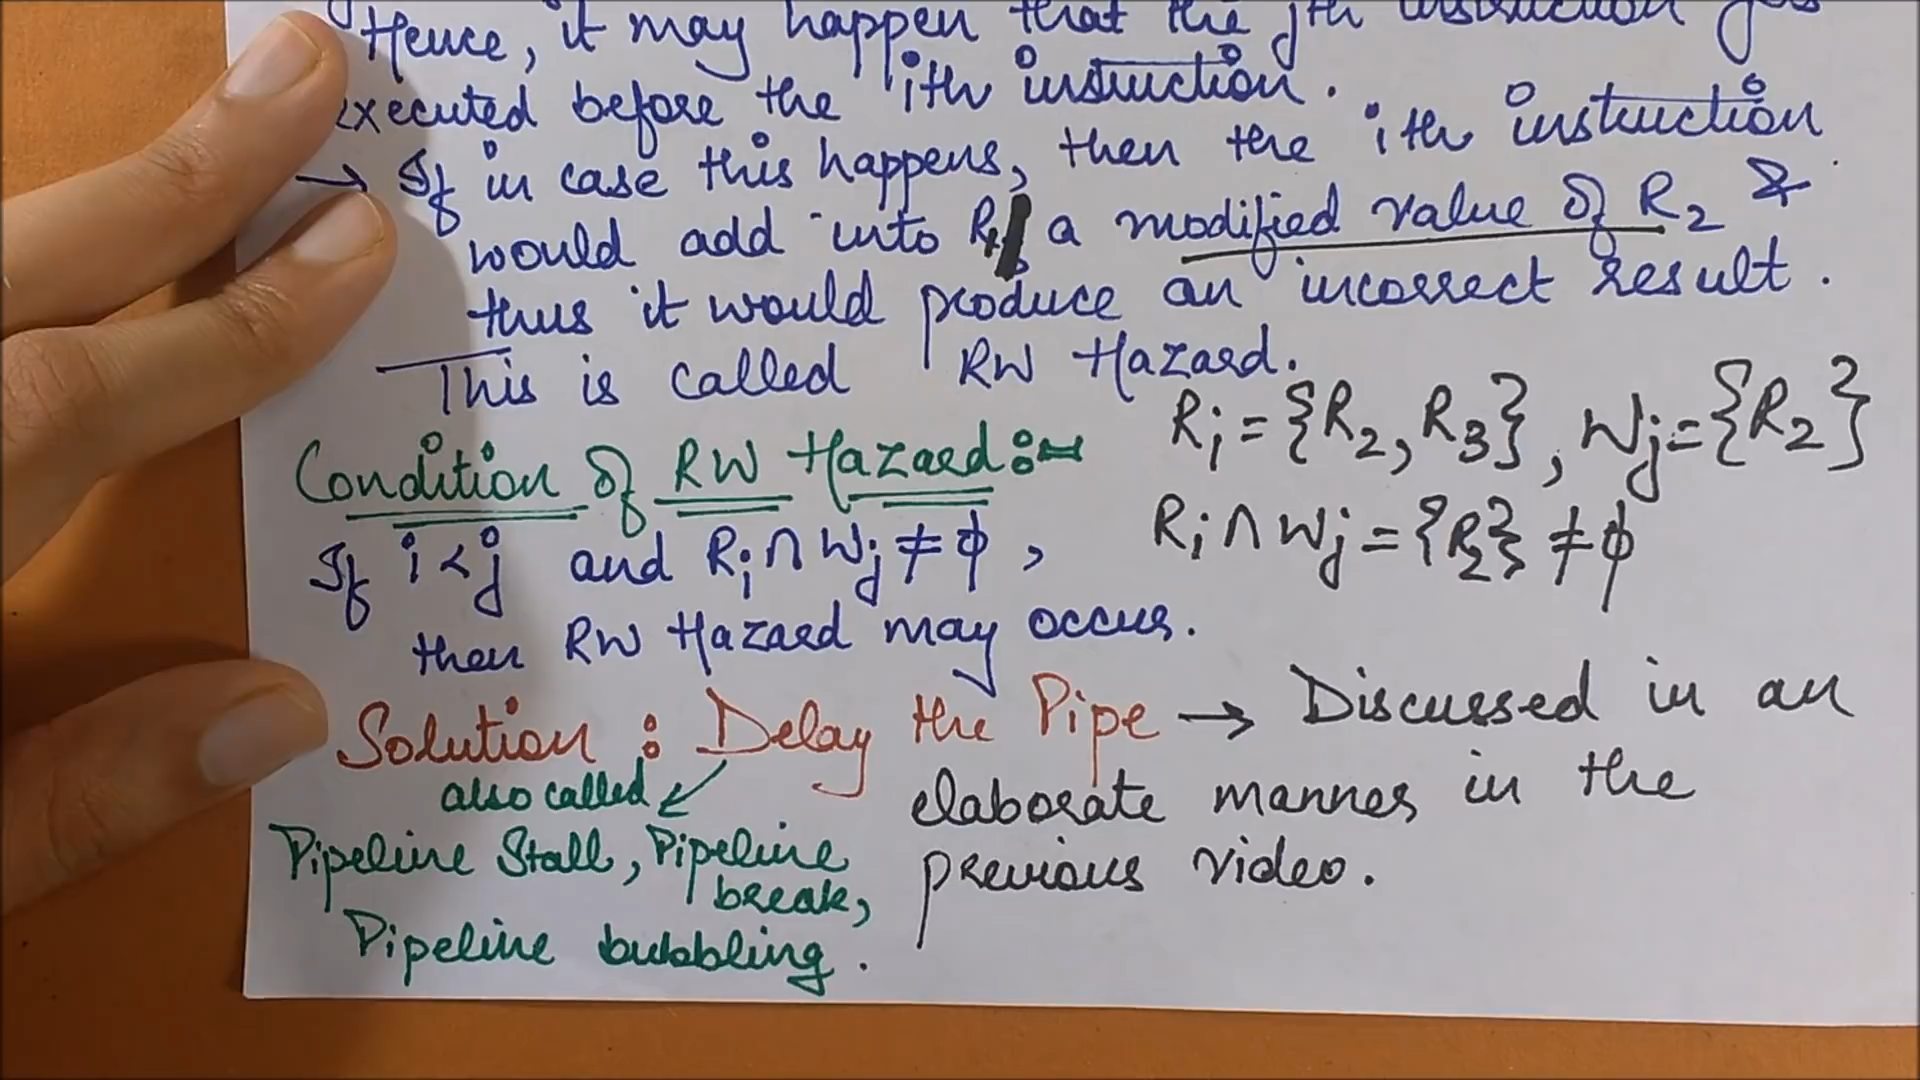 Hence, it may happen that the jth instruction
executed before the ith instruction.
→ If in case this happens, then the ith instruction
would add into R1 a modified value of R2 &
thus it would produce an incorrect result.
This is called RW Hazard.
Ri = {R2, R3}, Wj = {R2}
Condition of RW Hazard :-
Ri ∩ Wj = {R2} ≠ ϕ
If i < j and Ri ∩ Wj ≠ ϕ,
then RW Hazard may occur.
Solution : Delay the Pipe → Discussed in an
elaborate manner in the
previous video.
also called
Pipeline Stall, Pipeline
break,
Pipeline bubbling.